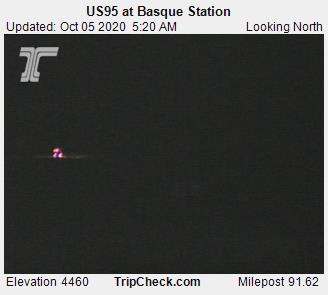 US95 at Basque Station
Updated: Oct 05 2020 5:20 AM Looking North
Elevation 4460 TripCheck.com Milepost 91.62